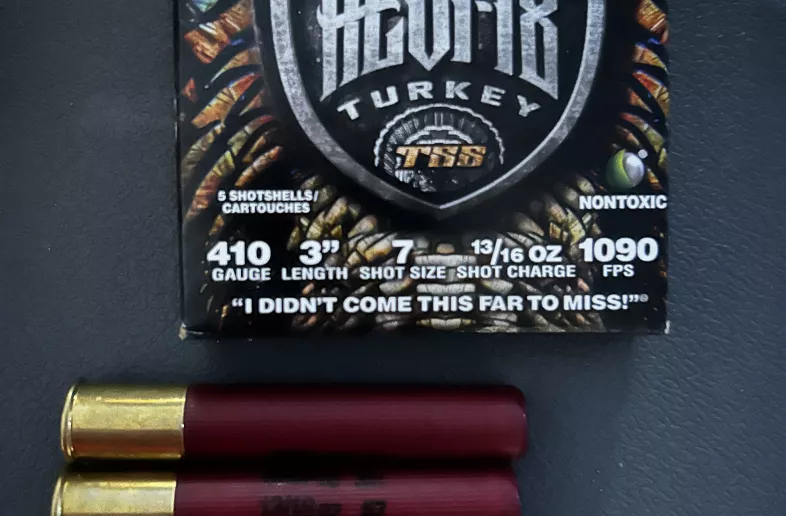 HEVI-18
TURKEY
TSS
5 SHOTSHELLS/
CARTOUCHES
NONTOXIC
410 3" 7 13/16 OZ 1090
GAUGE LENGTH SHOT SIZE SHOT CHARGE FPS
"I DIDN'T COME THIS FAR TO MISS!"®